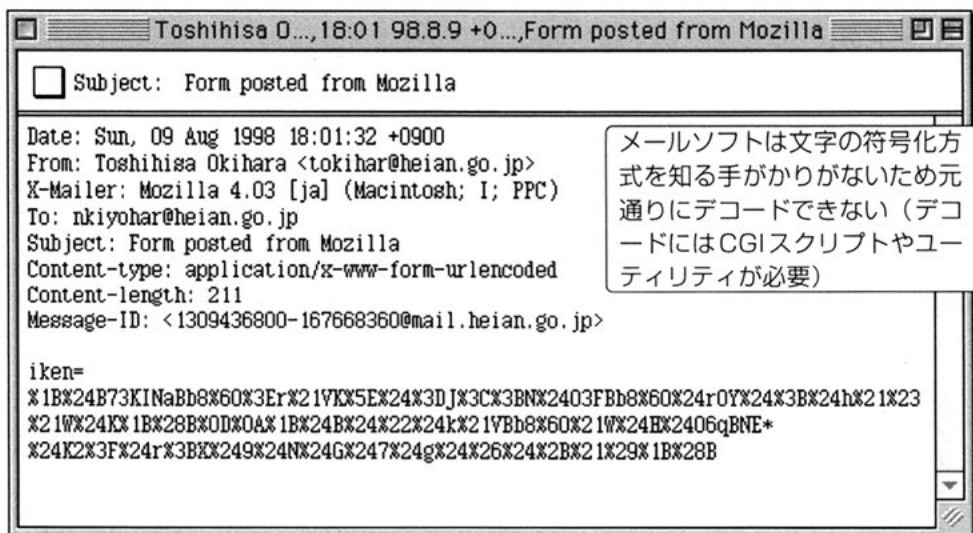 Toshihisa O...,18:01 98.8.9 +0...,Form posted from Mozilla
Subject: Form posted from Mozilla
Date: Sun, 09 Aug 1998 18:01:32 +0900
From: Toshihisa Okihara <tokihar@heian.go.jp>
X-Mailer: Mozilla 4.03 [ja] (Macintosh; I; PPC)
To: nkiyohar@heian.go.jp
Subject: Form posted from Mozilla
Content-type: application/x-www-form-urlencoded
Content-length: 211
Message-ID: <1309436800-167668360@mail.heian.go.jp>
iken=
%1B%24B73KINaBb8%60%3Er%21VK%5E%24%3DJ%3C%3BN%24O3FBb8%60%24rOY%24%3B%24h%21%23
%21W%24K%1B%28B%0D%0A%1B%24B%24%22%24k%21VBb8%60%21W%24H%24O6qBNE*
%24K2%3F%24r%3BX%249%24N%24G%247%24g%24%26%24%2B%21%29%1B%28B
メールソフトは文字の符号化方
式を知る手がかりがないため元
通りにデコードできない（デコ
ードにはCGIスクリプトやユー
ティリティが必要）